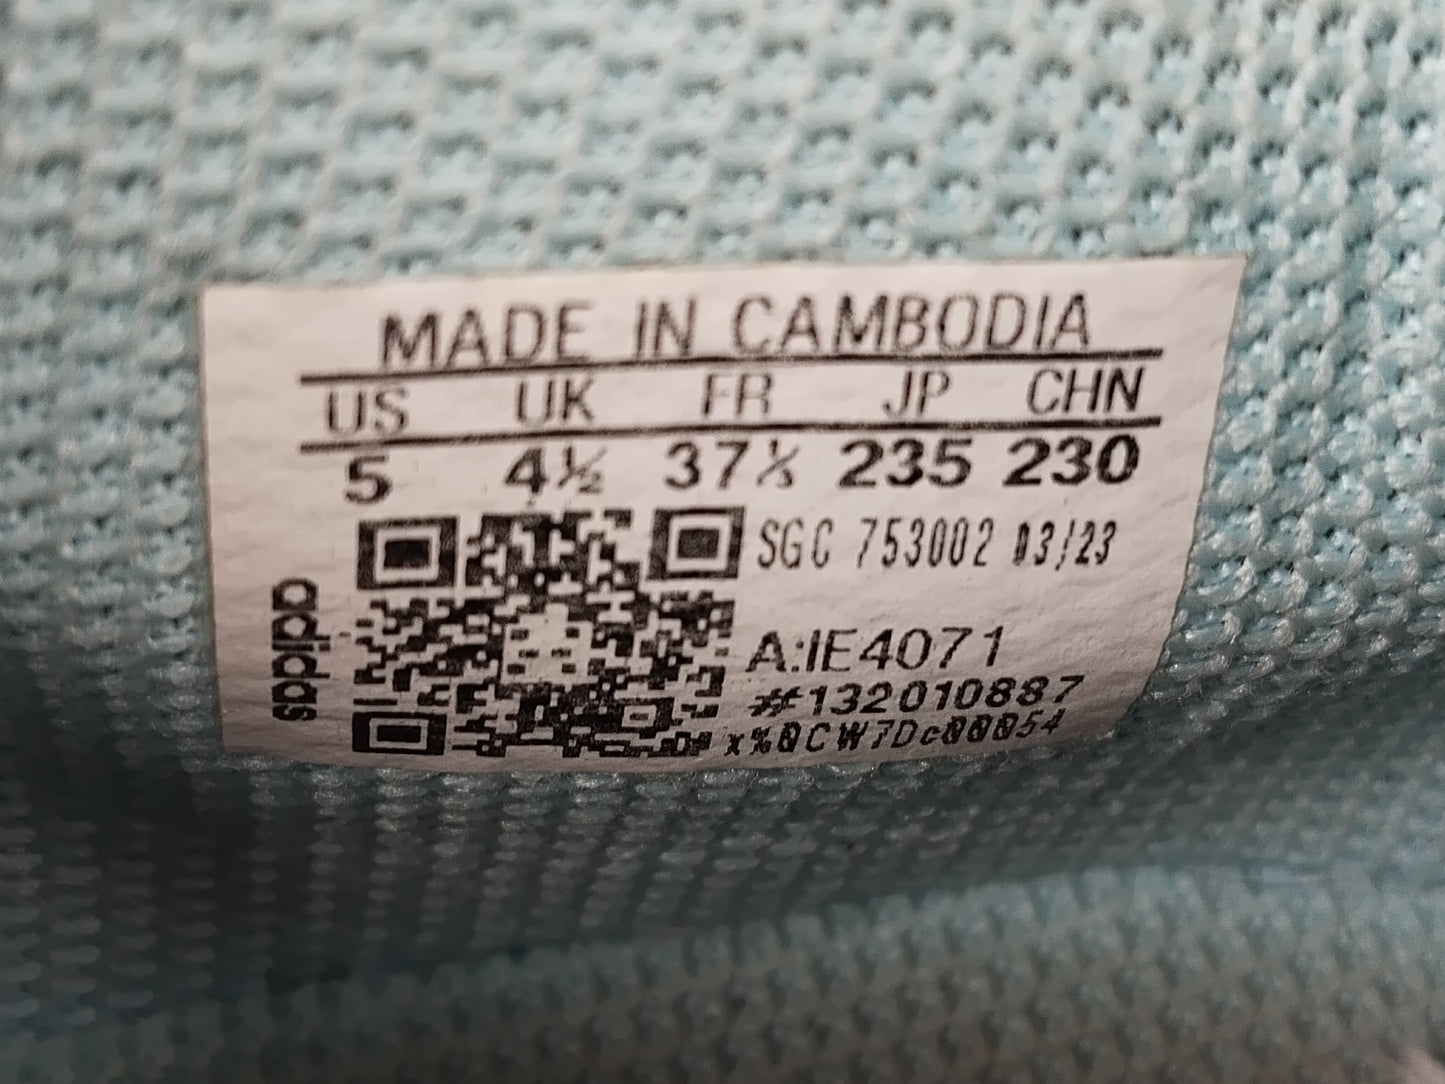 MADE IN CAMBODIA
US UK FR JP CHN
5 4½ 37⅓ 235 230
SGC 753002 03/23
adidas
A:IE4071
#132010887
x%0CW7Dc00054